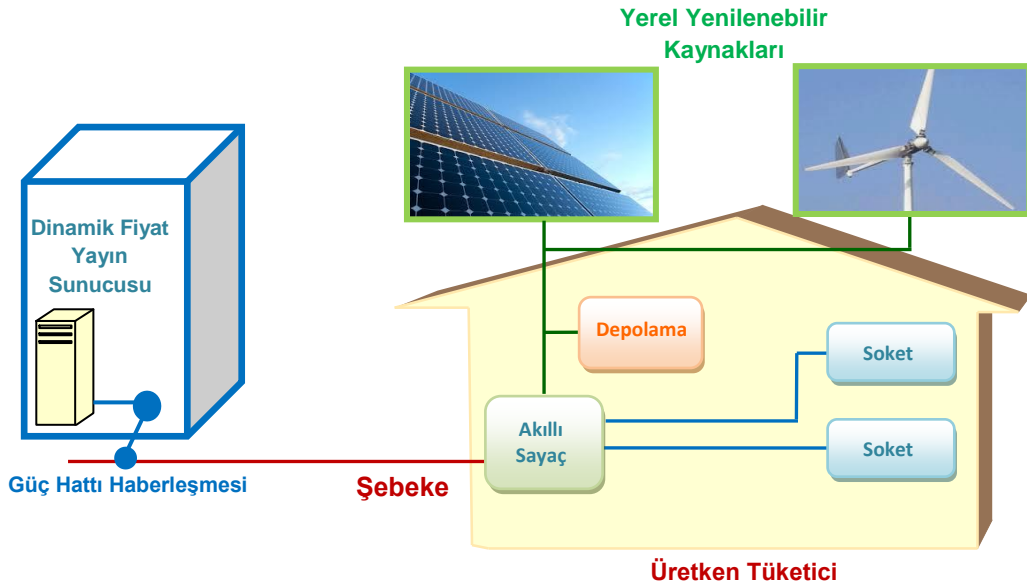 Yerel Yenilenebilir
Kaynakları
Dinamik Fiyat
Yayın
Sunucusu
Depolama
Soket
Akıllı
Sayaç
Soket
Güç Hattı Haberleşmesi
Şebeke
Üretken Tüketici